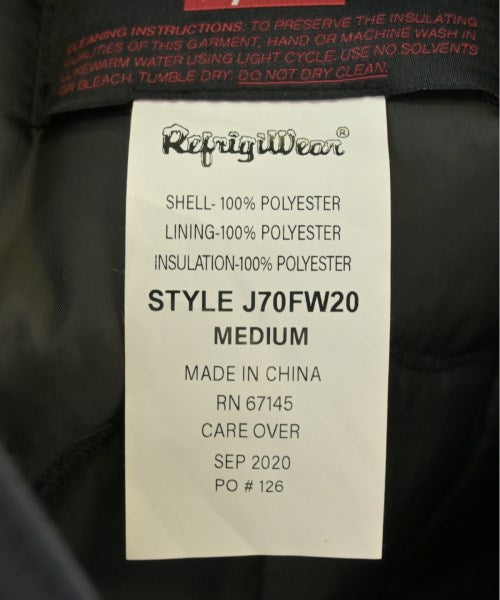 CLEANING INSTRUCTIONS: TO PRESERVE THE INSULATING
QUALITIES OF THIS GARMENT, HAND OR MACHINE WASH IN
LUKEWARM WATER USING LIGHT CYCLE. USE NO SOLVENTS
OR BLEACH. TUMBLE DRY. DO NOT DRY CLEAN.
RefrigiWear®
SHELL- 100% POLYESTER
LINING-100% POLYESTER
INSULATION-100% POLYESTER
STYLE J70FW20
MEDIUM
MADE IN CHINA
RN 67145
CARE OVER
SEP 2020
PO # 126